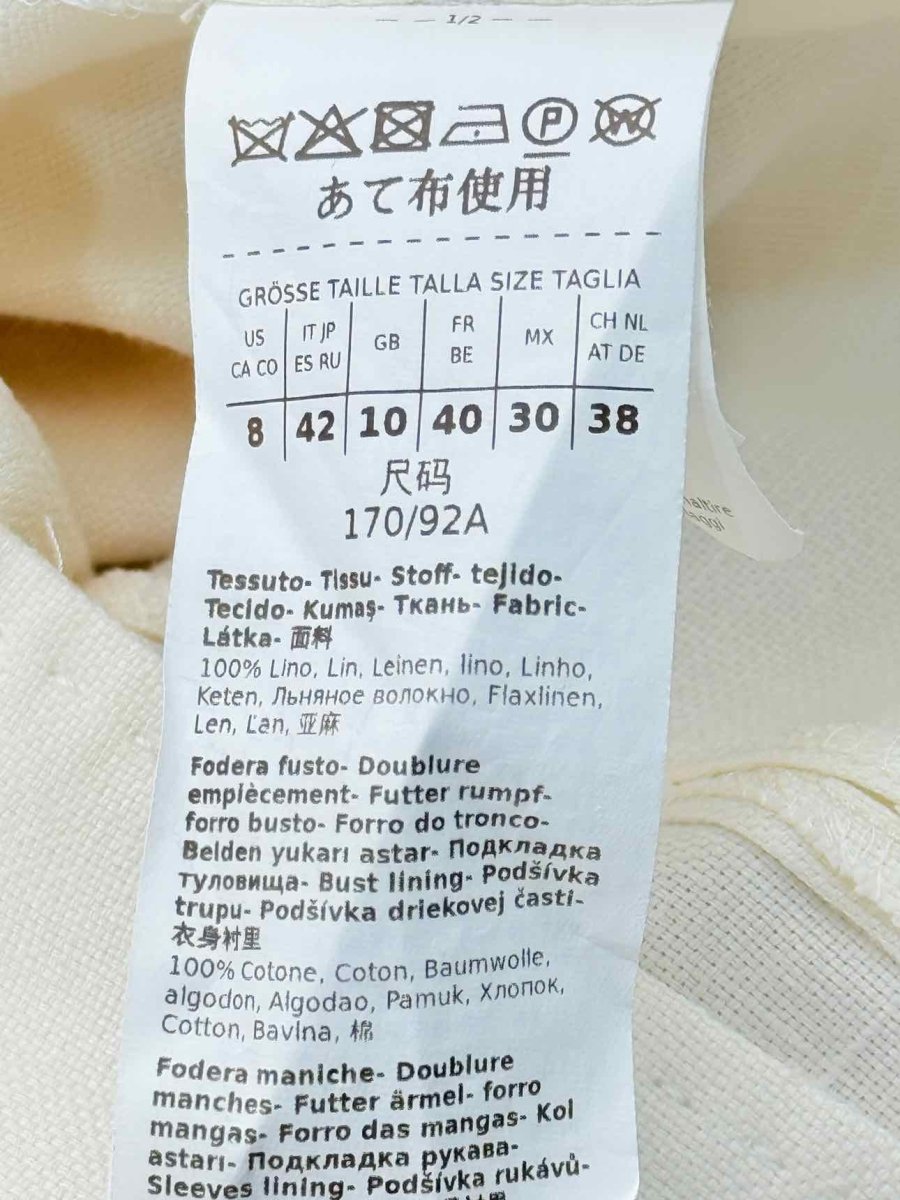 1/2
P W
あて布使用
GRÖSSE TAILLE TALLA SIZE TAGLIA
US CA CO
IT JP ES RU
GB
FR BE
MX
CH NL AT DE
8 42 10 40 30 38
尺码
170/92A
Tessuto- Tissu- Stoff- tejido-
Tecido- Kumaş- Ткань- Fabric-
Látka- 面料
100% Lino, Lin, Leinen, lino, Linho,
Keten, Льняное волокно, Flaxlinen,
Len, Ľan, 亚麻
Fodera fusto- Doublure
empiècement- Futter rumpf-
forro busto- Forro do tronco-
Belden yukarı astar- Подкладка
туловища- Bust lining- Podšívka
trupu- Podšívka driekovej časti-
衣身衬里
100% Cotone, Coton, Baumwolle,
algodon, Algodao, Pamuk, Хлопок,
Cotton, Bavlna, 棉
Fodera maniche- Doublure
manches- Futter ärmel- forro
mangas- Forro das mangas- Kol
astarı- Подкладка рукава-
Sleeves lining- Podšívka rukávů-